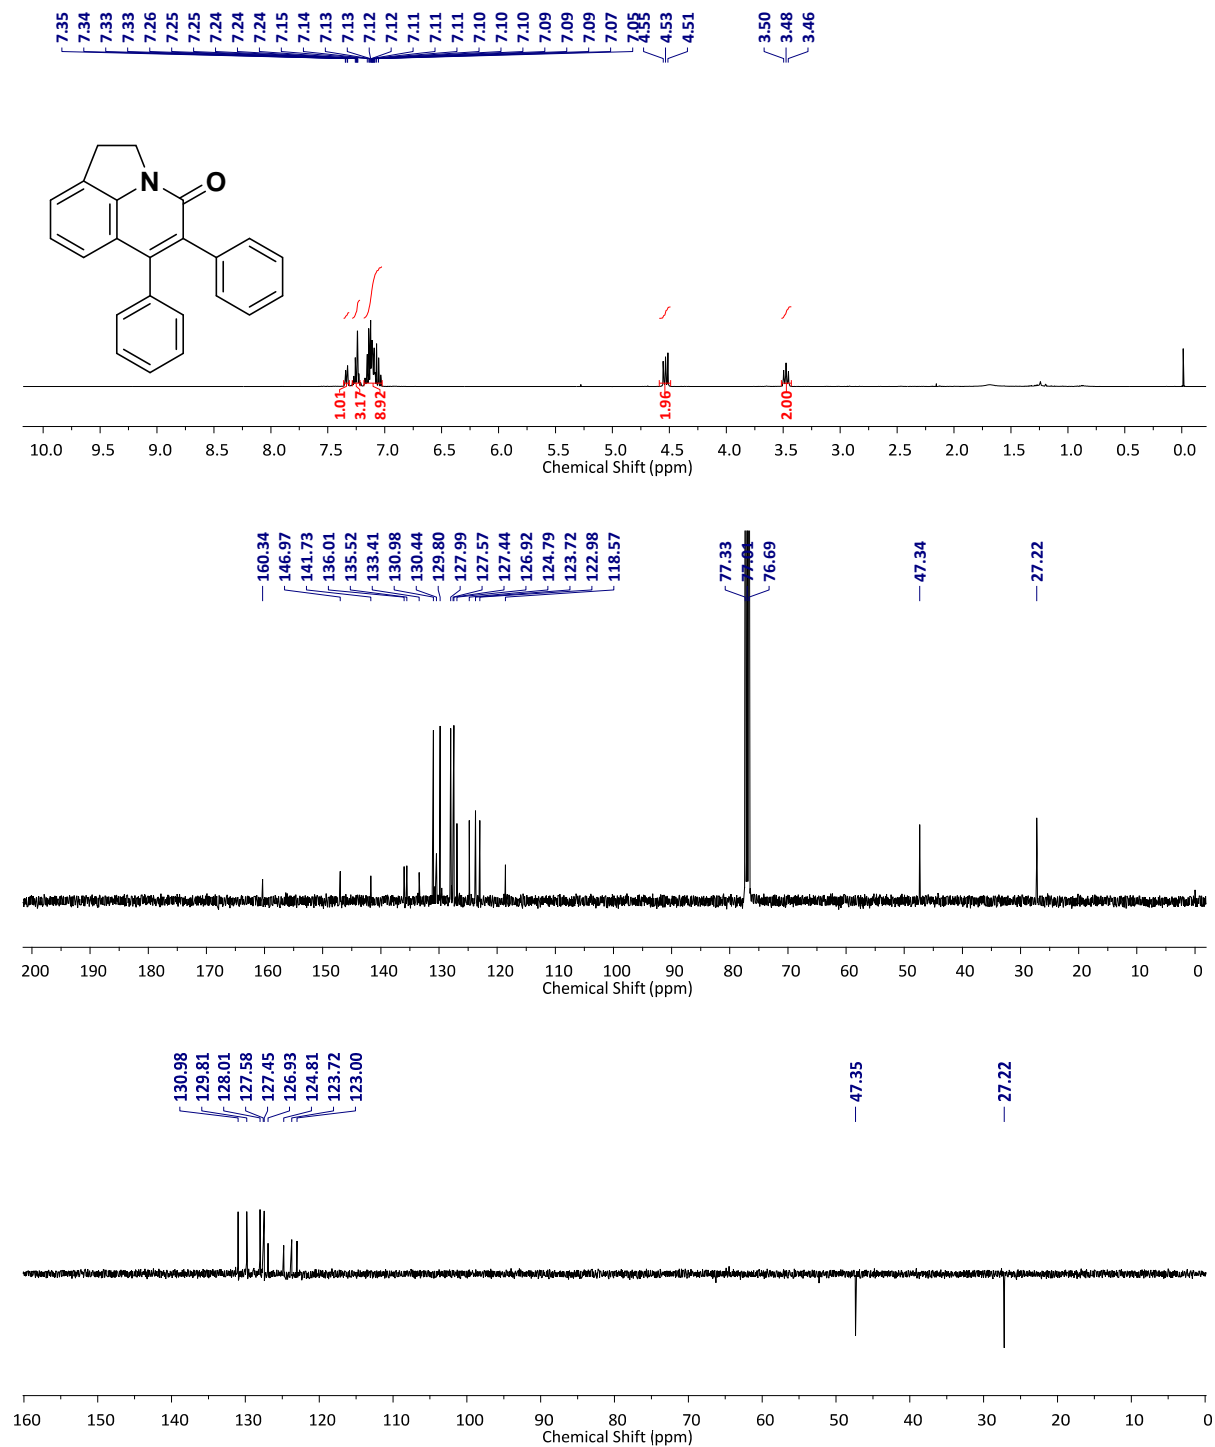 7.35 7.34 7.33 7.33 7.26 7.25 7.25 7.24 7.24 7.24 7.15 7.14 7.13 7.13 7.12 7.12 7.11 7.11 7.11 7.10 7.10 7.10 7.09 7.09 7.09 7.07 7.05 4.55 4.53 4.51 3.50 3.48 3.46
N O
1.01 3.17 8.92 1.96 2.00
10.0 9.5 9.0 8.5 8.0 7.5 7.0 6.5 6.0 5.5 5.0 4.5 4.0 3.5 3.0 2.5 2.0 1.5 1.0 0.5 0.0
Chemical Shift (ppm)
160.34 146.97 141.73 136.01 135.52 133.41 130.98 130.44 129.80 127.99 127.57 127.44 126.92 124.79 123.72 122.98 118.57 77.33 77.01 76.69 47.34 27.22
200 190 180 170 160 150 140 130 120 110 100 90 80 70 60 50 40 30 20 10 0
Chemical Shift (ppm)
130.98 129.81 128.01 127.58 127.45 126.93 124.81 123.72 123.00 47.35 27.22
160 150 140 130 120 110 100 90 80 70 60 50 40 30 20 10 0
Chemical Shift (ppm)